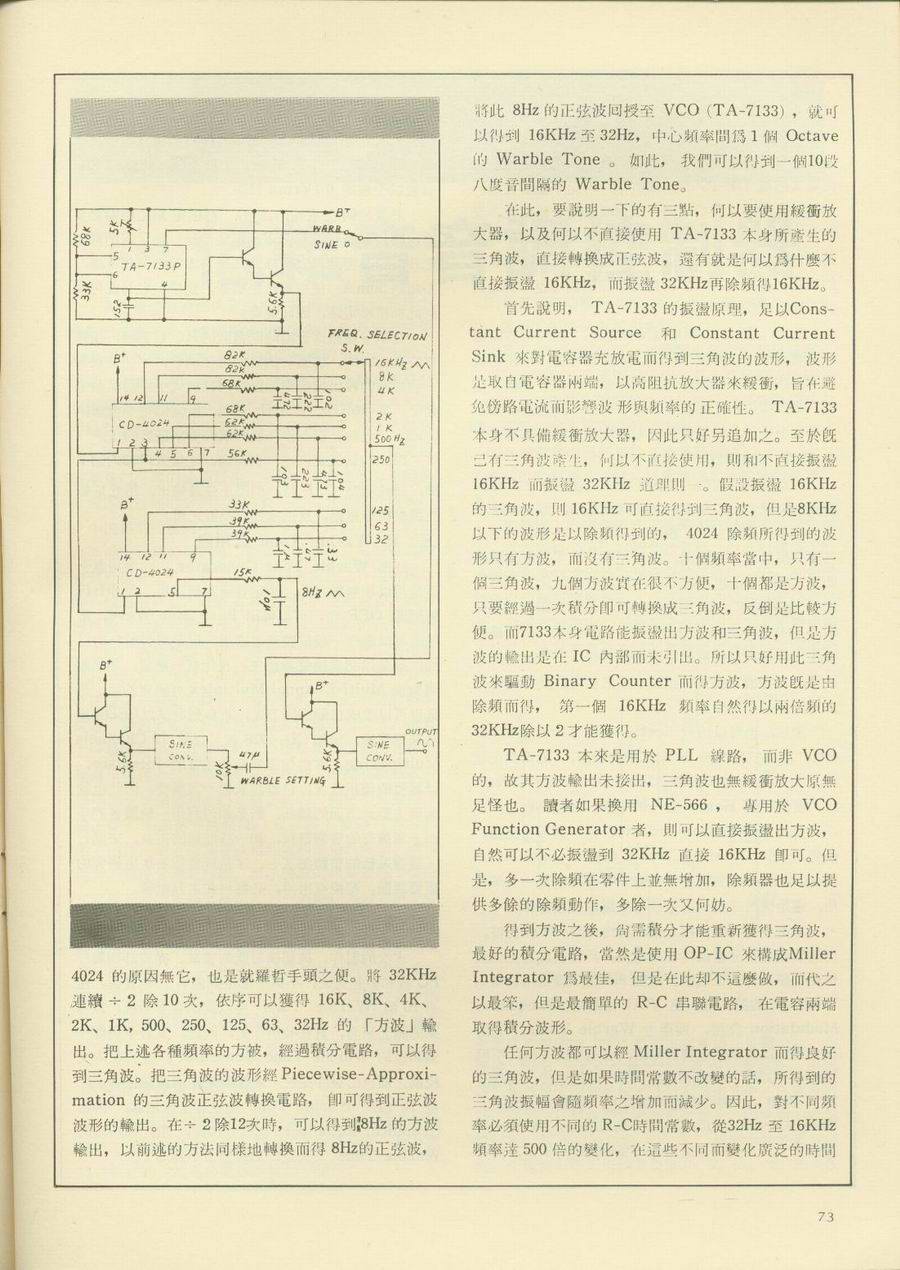 B+
WARB
SINE
68K
5K
1 3 7
5
TA-7133P
6
4
33K
152
5.6K
FREQ. SELECTION
S.W.
B+
82K
16KHz
82K
8K
68K
4K
14 12 11 9
472 222 102
CD-4024
68K
2K
62K
1K
62K
500Hz
1 2 3 4 5 6 7
56K
250
103 223 473 104
B+
33K
125
39K
63
39K
32
14 12 11 9
CD-4024
15K
1 2 5 7
8Hz
B+
B+
OUTPUT
SINE
CONV.
SINE
CONV.
5.6K
47μ
10K
5.6K
WARBLE SETTING
4024 的原因無它，也是就羅哲手頭之便。將 32KHz
連續 ÷ 2 除 10 次，依序可以獲得 16K、8K、4K、
2K、1K, 500、250、125、63、32Hz 的 「方波」輸
出。把上述各種頻率的方被，經過積分電路，可以得
到三角波。把三角波的波形經 Piecewise-Approxi-
mation 的三角波正弦波轉換電路， 卽可得到正弦波
波形的輸出。在÷ 2 除12次時，可以得到8Hz 的方波
輸出，以前述的方法同樣地轉換而得 8Hz的正弦波，
將此 8Hz 的正弦波囘授至 VCO (TA-7133) ，就可
以得到 16KHz 至 32Hz，中心頻率間爲 1 個 Octave
的 Warble Tone 。 如此， 我們可以得到一個10段
八度音間隔的 Warble Tone。
在此，要說明一下的有三點，何以要使用緩衝放
大器，以及何以不直接使用 TA-7133 本身所產生的
三角波，直接轉換成正弦波，還有就是何以爲什麼不
直接振盪 16KHz，而振盪 32KHz再除頻得16KHz。
首先說明， TA-7133 的振盪原理，是以Cons-
tant Current Source 和 Constant Current
Sink 來對電容器充放電而得到三角波的波形， 波形
是取自電容器兩端，以高阻抗放大器來緩衝，旨在避
免傍路電流而影響波 形與頻率的 正確性。 TA-7133
本身不具備緩衝放大器，因此只好另追加之。至於旣
已有三角波產生，何以不直接使用，則和不直接振盪
16KHz 而振盪 32KHz 道理則一。假設振盪 16KHz
的三角波，則 16KHz 可直接得到三角波，但是8KHz
以下的波形是以除頻得到的， 4024 除頻所得到的波
形只有方波，而沒有三角波。十個頻率當中，只有一
個三角波，九個方波實在很不方便，十個都是方波，
只要經過一次積分卽可轉換成三角波，反倒是比較方
便。而7133本身電路能振盪出方波和三角波，但是方
波的輸出是在 IC 內部而未引出。所以只好用此三角
波來驅動 Binary Counter 而得方波，方波旣是由
除頻而得， 第一個 16KHz 頻率自然得以兩倍頻的
32KHz除以 2 才能獲得。
TA-7133 本來是用於 PLL 線路， 而非 VCO
的，故其方波輸出未接出，三角波也無緩衝放大原無
足怪也。 讀者如果換用 NE-566 ， 專用於 VCO
Function Generator 者，則可以直接振盪出方波，
自然可以不必振盪到 32KHz 直接 16KHz 卽可。但
是，多一次除頻在零件上並無增加，除頻器也足以提
供多餘的除頻動作，多除一次又何妨。
得到方波之後，尙需積分才能重新獲得三角波，
最好的積分電路，當然是使用 OP-IC 來構成Miller
Integrator 爲最佳， 但是在此却不這麼做，而代之
以最笨，但是最簡單的 R-C 串聯電路， 在電容兩端
取得積分波形。
任何方波都可以經 Miller Integrator 而得良好
的三角波，但是如果時間常數不改變的話，所得到的
三角波振幅會隨頻率之增加而減少。因此，對不同頻
率必須使用不同的 R-C時間常數，從32Hz 至 16KHz
頻率達 500 倍的變化，在這些不同而變化廣泛的時間
73